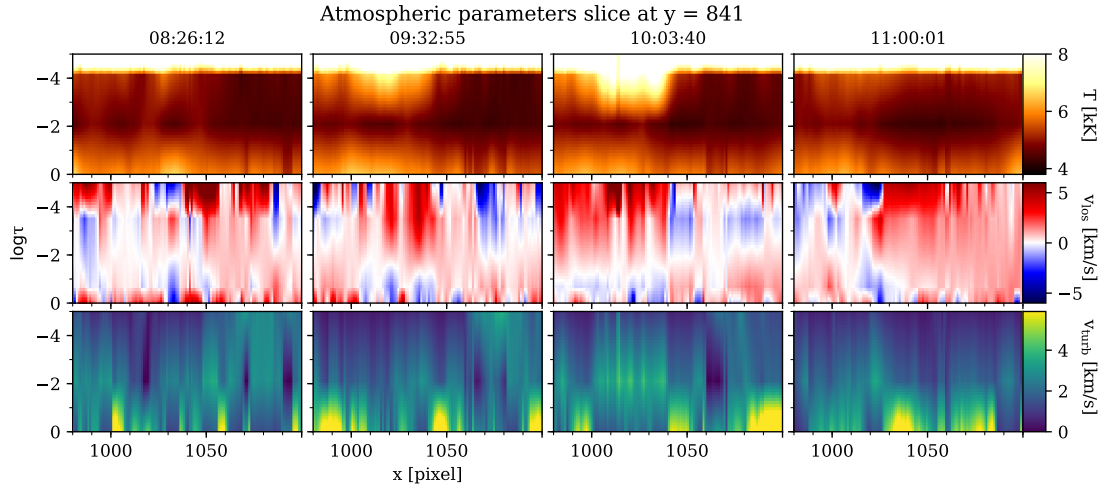 Atmospheric parameters slice at y = 841
08:26:12 09:32:55 10:03:40 11:00:01
−4
−2
0
8
6
4
T [kK]
−4
−2
0
logτ
5
0
−5
v_los [km/s]
−4
−2
0
4
2
0
v_turb [km/s]
1000 1050 1000 1050 1000 1050 1000 1050
x [pixel]